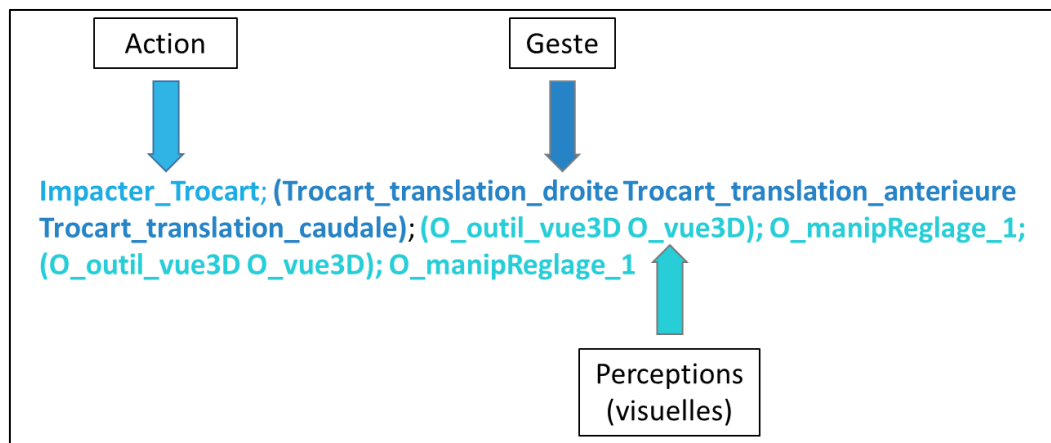 Action
Geste
Impacter_Trocart; (Trocart_translation_droite Trocart_translation_anterieure
Trocart_translation_caudale); (O_outil_vue3D O_vue3D); O_manipReglage_1;
(O_outil_vue3D O_vue3D); O_manipReglage_1
Perceptions
(visuelles)